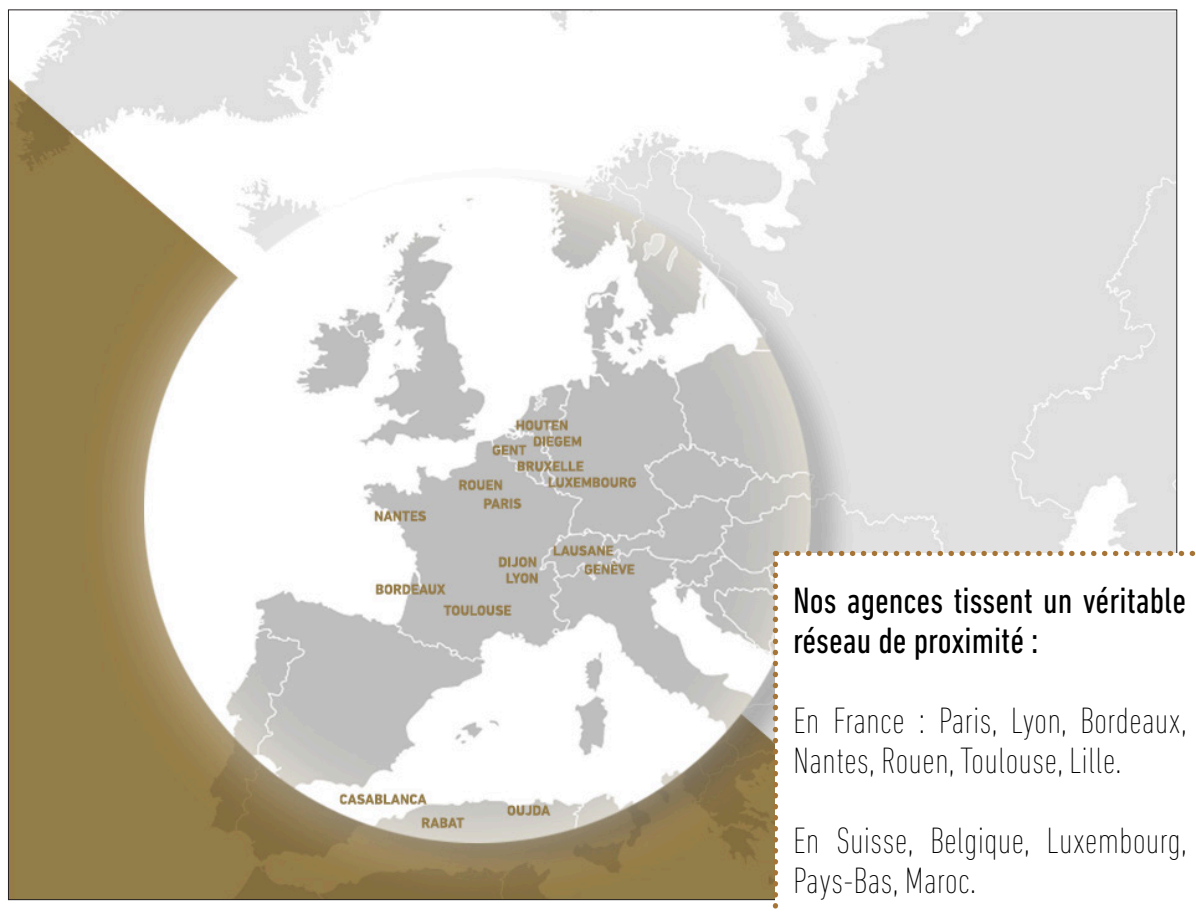 HOUTEN
DIEGEM
GENT
BRUXELLE
LUXEMBOURG
ROUEN
PARIS
NANTES
LAUSANE
DIJON
GENÈVE
LYON
BORDEAUX
TOULOUSE
CASABLANCA
OUJDA
RABAT
Nos agences tissent un véritable
réseau de proximité :
En France : Paris, Lyon, Bordeaux,
Nantes, Rouen, Toulouse, Lille.
En Suisse, Belgique, Luxembourg,
Pays-Bas, Maroc.